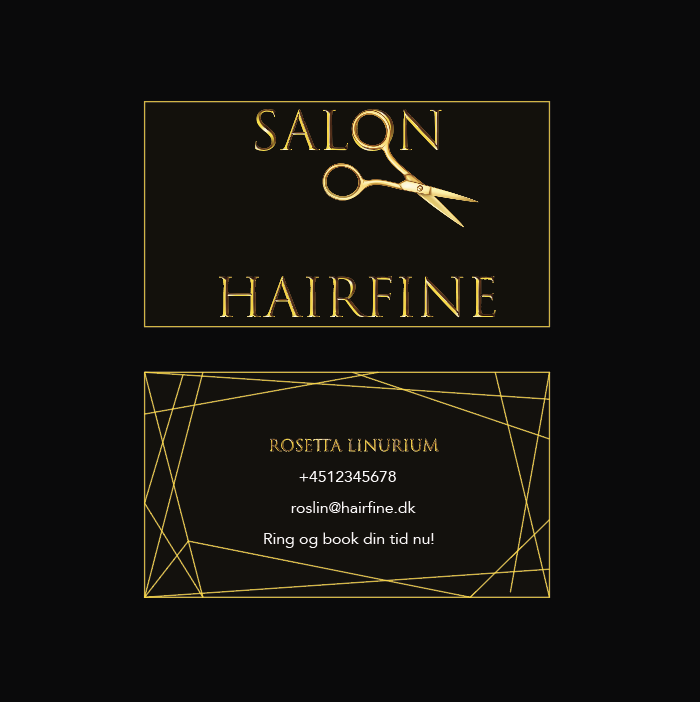 SALON
HAIRFINE
ROSETTA LINURIUM
+4512345678
roslin@hairfine.dk
Ring og book din tid nu!